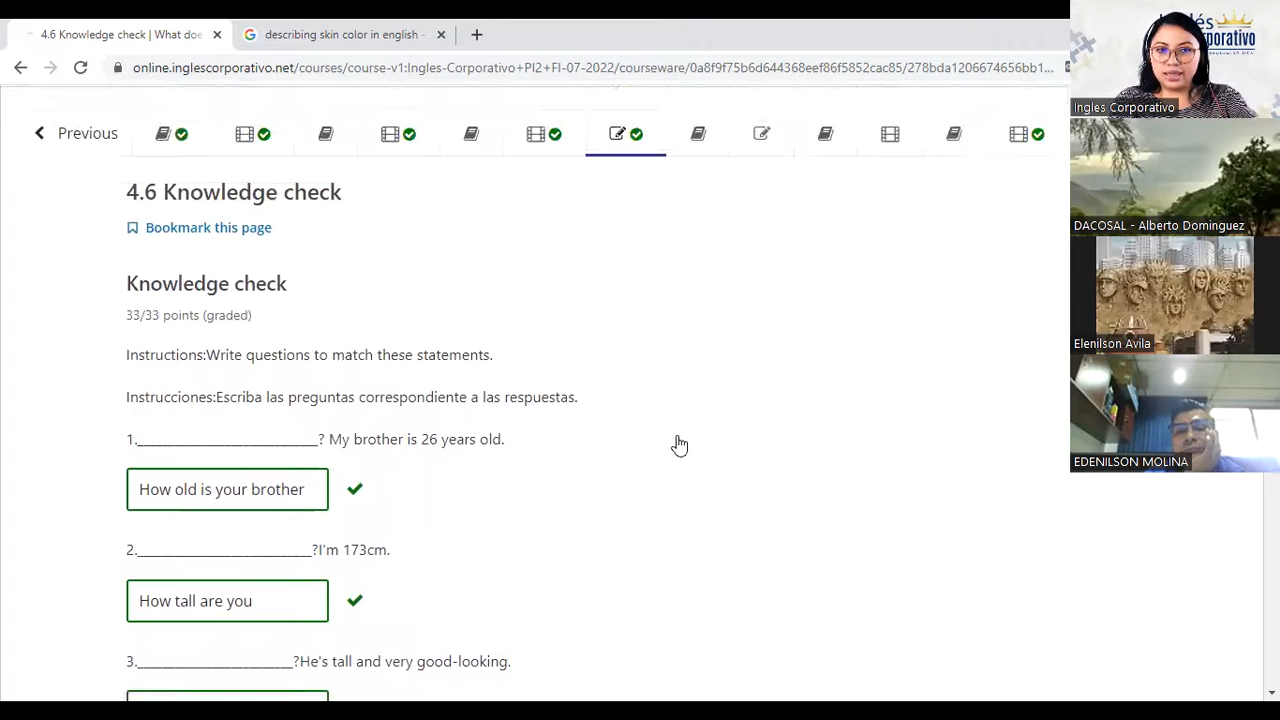 4.6 Knowledge check | What doe
describing skin color in english -
online.inglescorporativo.net/courses/course-v1:Ingles-Corporativo+PI2+FI-07-2022/courseware/0a8f9f75b6d644368eef86f5852cac85/278bda1206674656bb1...
Previous
4.6 Knowledge check
Bookmark this page
Knowledge check
33/33 points (graded)
Instructions:Write questions to match these statements.
Instrucciones:Escriba las preguntas correspondiente a las respuestas.
1.__________________________? My brother is 26 years old.
How old is your brother
2._________________________?I'm 173cm.
How tall are you
3.______________________?He's tall and very good-looking.
Ingles Corporativo
DACOSAL - Alberto Dominguez
Elenilson Avila
EDENILSON MOLINA